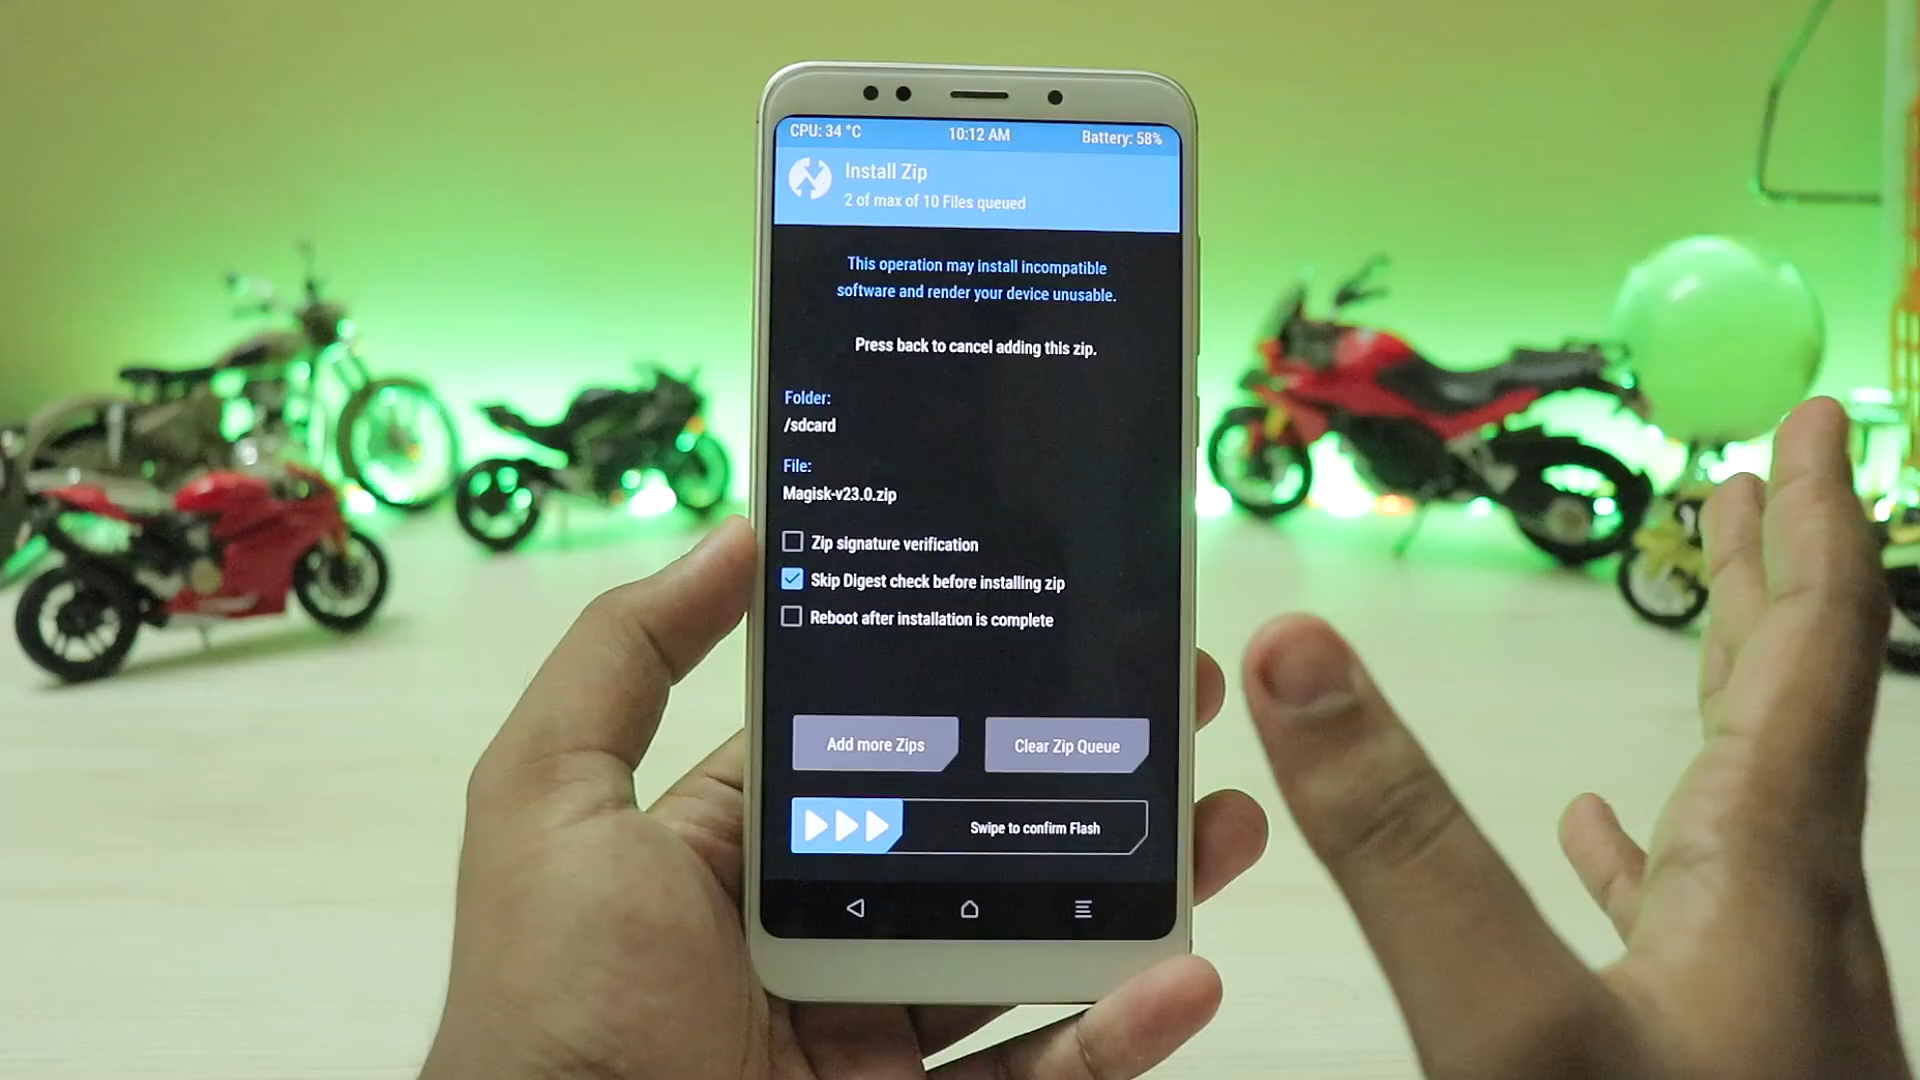 CPU: 34 °C 10:12 AM Battery: 58%
Install Zip
2 of max of 10 Files queued
This operation may install incompatible
software and render your device unusable.
Press back to cancel adding this zip.
Folder:
/sdcard
File:
Magisk-v23.0.zip
Zip signature verification
Skip Digest check before installing zip
Reboot after installation is complete
Add more Zips Clear Zip Queue
Swipe to confirm Flash